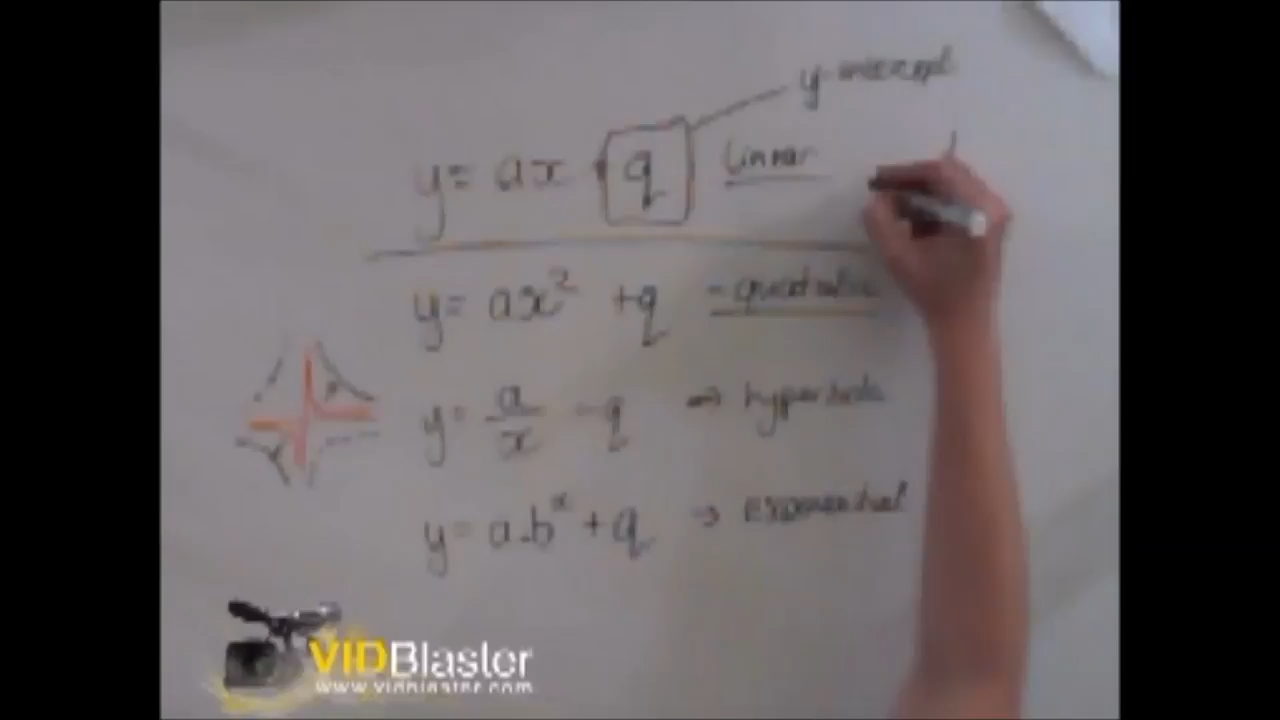 y-intercept
y = ax + q linear
y = ax² + q - quadratic
y = a/x + q → hyperbola
y = a.b^x + q → exponential
VIDBlaster
www.vidblaster.com